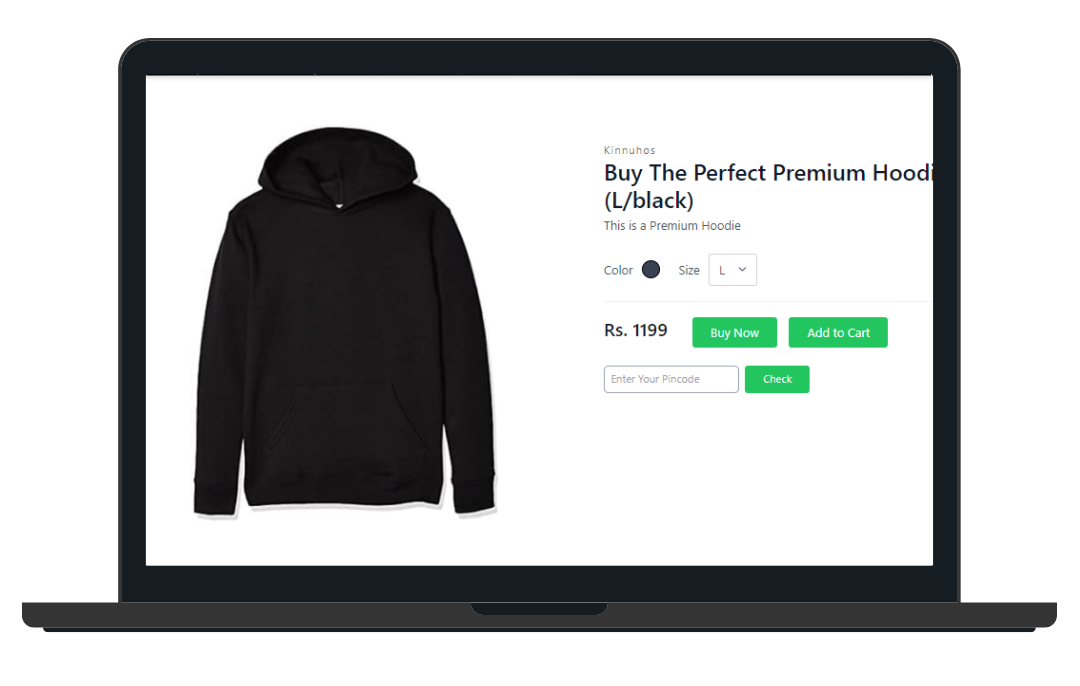 Kinnuhos
Buy The Perfect Premium Hoodi
(L/black)
This is a Premium Hoodie
Color Size L
Rs. 1199 Buy Now Add to Cart
Enter Your Pincode Check